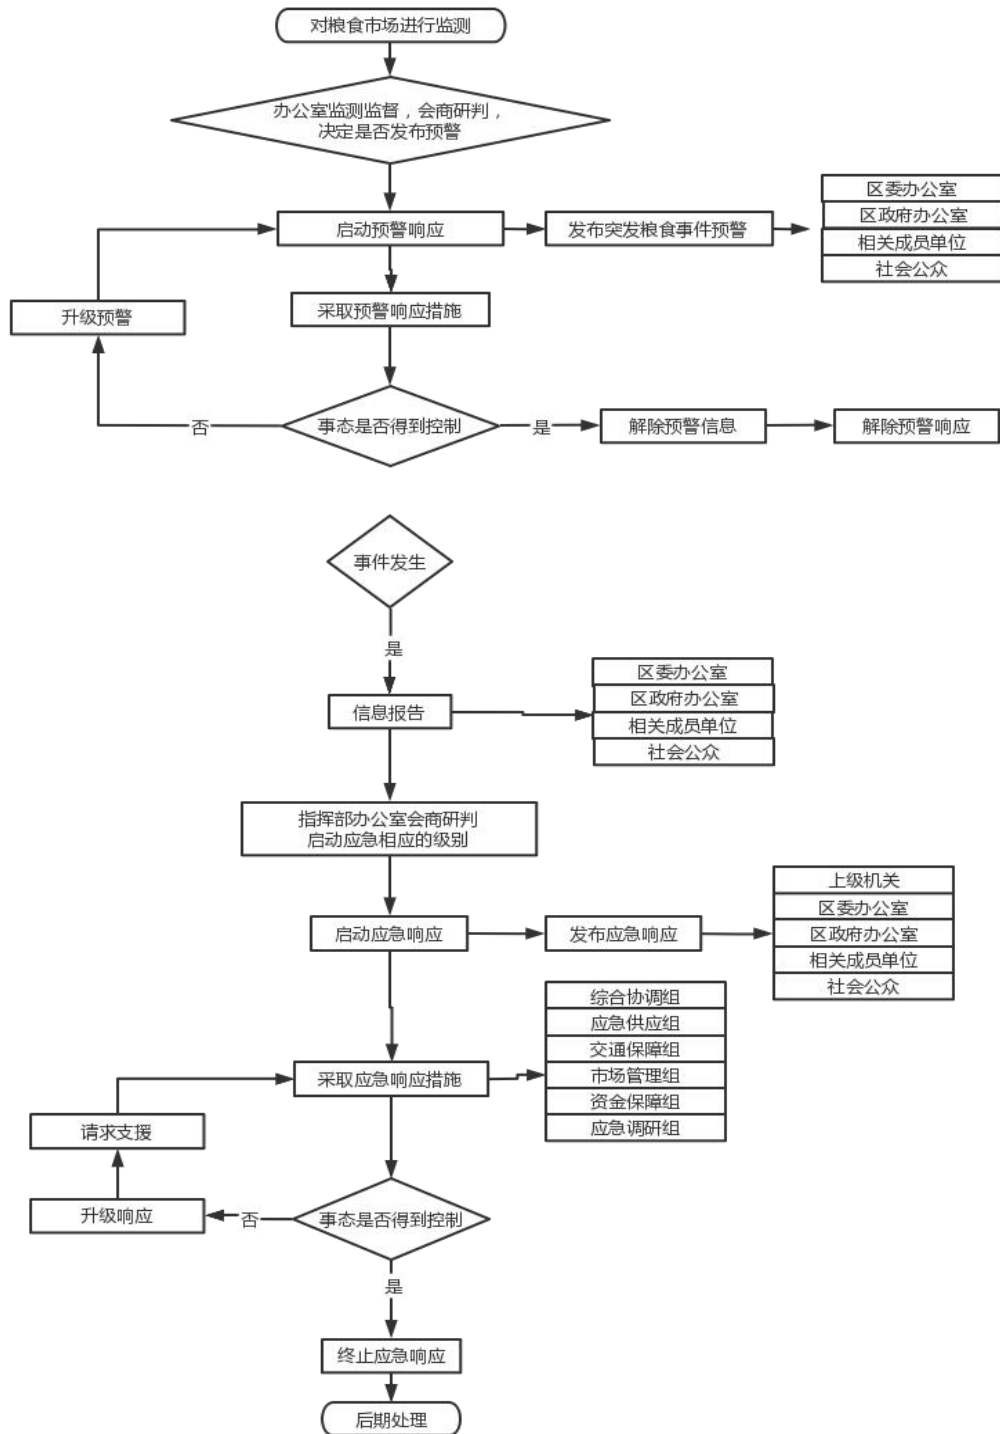 对粮食市场进行监测
办公室监测监督，会商研判，
决定是否发布预警
启动预警响应
发布突发粮食事件预警
区委办公室
区政府办公室
相关成员单位
社会公众
升级预警
采取预警响应措施
否
事态是否得到控制
是
解除预警信息
解除预警响应
事件发生
是
信息报告
区委办公室
区政府办公室
相关成员单位
社会公众
指挥部办公室会商研判
启动应急相应的级别
启动应急响应
发布应急响应
上级机关
区委办公室
区政府办公室
相关成员单位
社会公众
采取应急响应措施
综合协调组
应急供应组
交通保障组
市场管理组
资金保障组
应急调研组
请求支援
升级响应
否
事态是否得到控制
是
终止应急响应
后期处理